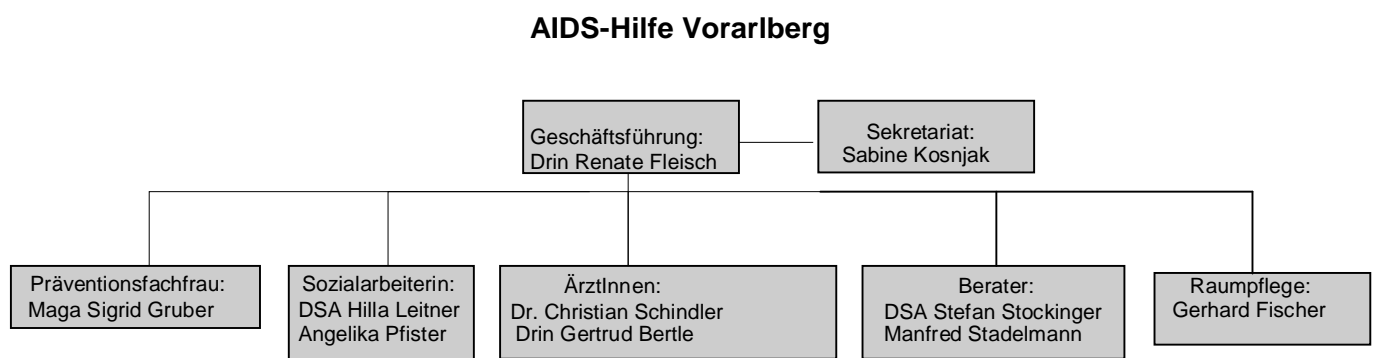 AIDS-Hilfe Vorarlberg
Geschäftsführung:
Drin Renate Fleisch
Sekretariat:
Sabine Kosnjak
Präventionsfachfrau:
Maga Sigrid Gruber
Sozialarbeiterin:
DSA Hilla Leitner
Angelika Pfister
ÄrztInnen:
Dr. Christian Schindler
Drin Gertrud Bertle
Berater:
DSA Stefan Stockinger
Manfred Stadelmann
Raumpflege:
Gerhard Fischer